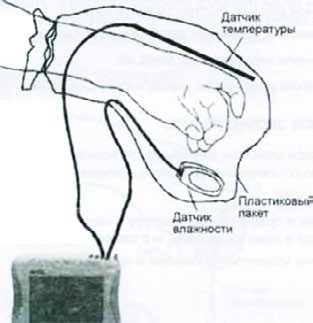 Датчик
температуры
Пластиковый
пакет
Датчик
влажности